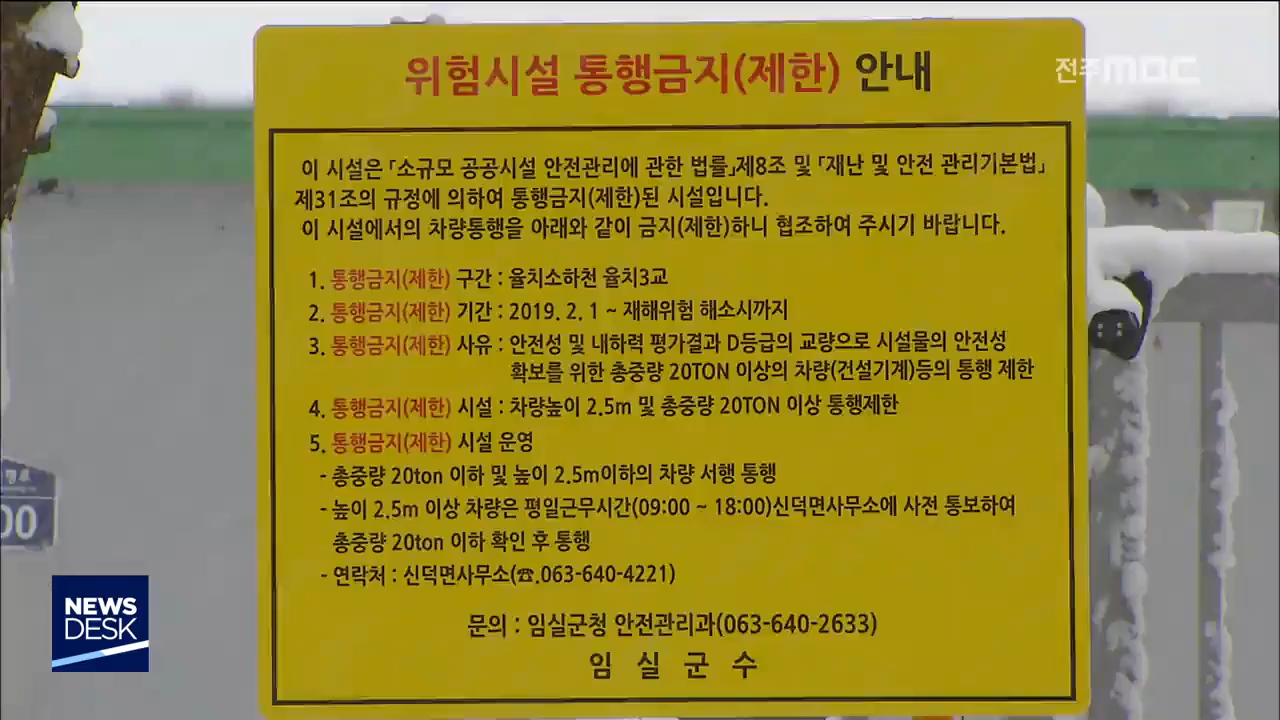 위험시설 통행금지(제한) 안내
전주MBC
이 시설은 「소규모 공공시설 안전관리에 관한 법률」제8조 및 「재난 및 안전 관리기본법」
제31조의 규정에 의하여 통행금지(제한)된 시설입니다.
이 시설에서의 차량통행을 아래와 같이 금지(제한)하니 협조하여 주시기 바랍니다.
1. 통행금지(제한) 구간 : 율치소하천 율치3교
2. 통행금지(제한) 기간 : 2019. 2. 1 ~ 재해위험 해소시까지
3. 통행금지(제한) 사유 : 안전성 및 내하력 평가결과 D등급의 교량으로 시설물의 안전성
확보를 위한 총중량 20TON 이상의 차량(건설기계)등의 통행 제한
4. 통행금지(제한) 시설 : 차량높이 2.5m 및 총중량 20TON 이상 통행제한
5. 통행금지(제한) 시설 운영
- 총중량 20ton 이하 및 높이 2.5m이하의 차량 서행 통행
- 높이 2.5m 이상 차량은 평일근무시간(09:00 ~ 18:00)신덕면사무소에 사전 통보하여
총중량 20ton 이하 확인 후 통행
- 연락처 : 신덕면사무소(☎.063-640-4221)
문의 : 임실군청 안전관리과(063-640-2633)
임 실 군 수
00
NEWS
DESK